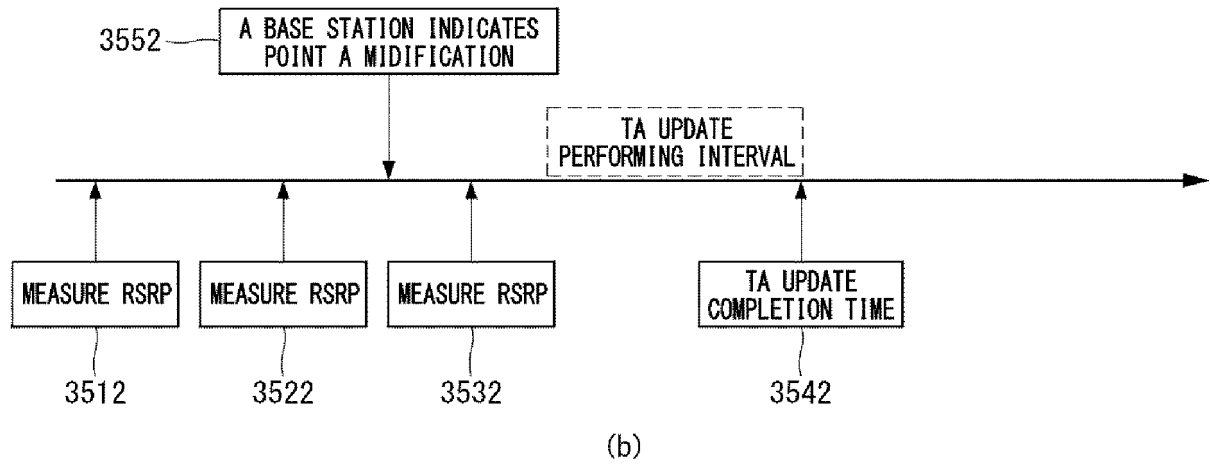 3552
A BASE STATION INDICATES
POINT A MIDIFICATION
TA UPDATE
PERFORMING INTERVAL
MEASURE RSRP
MEASURE RSRP
MEASURE RSRP
TA UPDATE
COMPLETION TIME
3512
3522
3532
3542
(b)